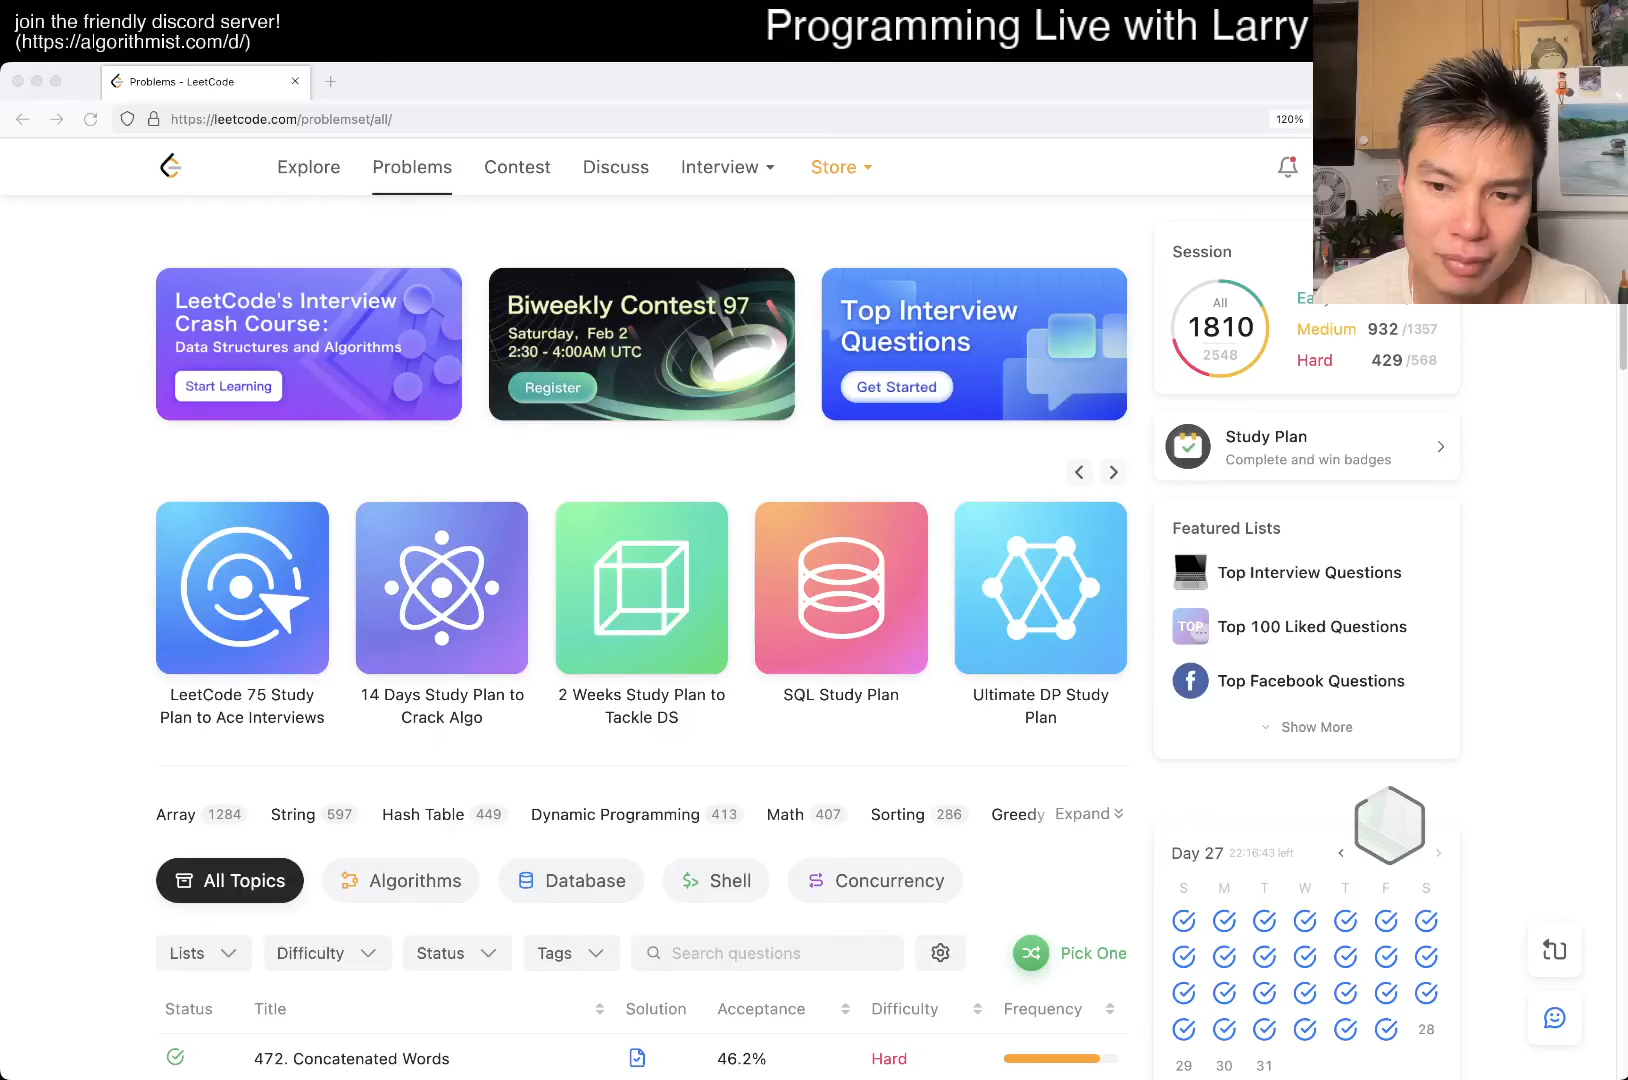 join the friendly discord server!
(https://algorithmist.com/d/)
Programming Live with Larry
Problems - LeetCode
https://leetcode.com/problemset/all/
120%
Explore
Problems
Contest
Discuss
Interview
Store
LeetCode's Interview
Crash Course:
Data Structures and Algorithms
Start Learning
Biweekly Contest 97
Saturday, Feb 2
2:30 - 4:00AM UTC
Register
Top Interview
Questions
Get Started
Session
All
1810
2548
Medium 932 /1357
Hard 429 /568
Study Plan
Complete and win badges
Featured Lists
Top Interview Questions
TOP
Top 100 Liked Questions
Top Facebook Questions
Show More
LeetCode 75 Study
Plan to Ace Interviews
14 Days Study Plan to
Crack Algo
2 Weeks Study Plan to
Tackle DS
SQL Study Plan
Ultimate DP Study
Plan
Array 1284
String 597
Hash Table 449
Dynamic Programming 413
Math 407
Sorting 286
Greedy
Expand
All Topics
Algorithms
Database
Shell
Concurrency
Lists
Difficulty
Status
Tags
Search questions
Pick One
Status
Title
Solution
Acceptance
Difficulty
Frequency
472. Concatenated Words
46.2%
Hard
Day 27 22:16:43 left
S M T W T F S
28
29 30 31